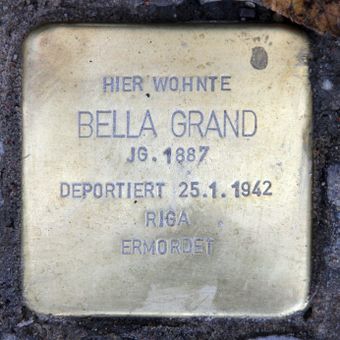 HIER WOHNTE
BELLA GRAND
JG. 1887
DEPORTIERT 25.1.1942
RIGA
ERMORDET